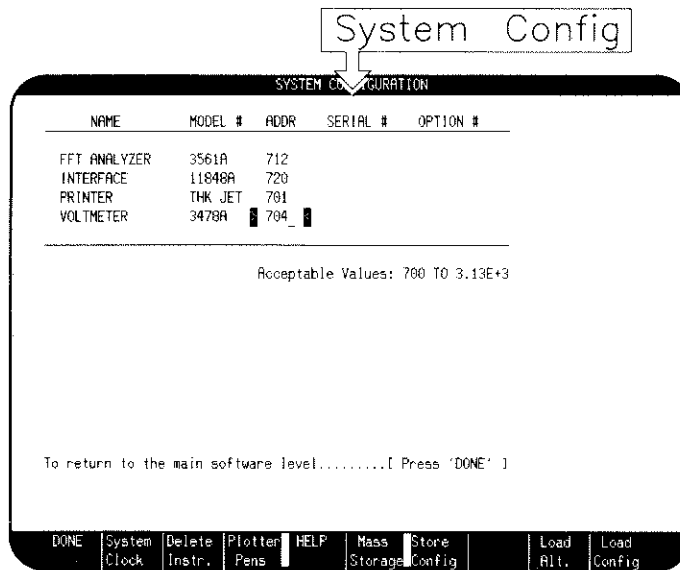 System Config
SYSTEM CONFIGURATION
NAME MODEL # ADDR SERIAL # OPTION #
FFT ANALYZER 3561A 712
INTERFACE 11848A 720
PRINTER THK JET 701
VOLTMETER 3478A 704_
Acceptable Values: 700 TO 3.13E+3
To return to the main software level.........[ Press 'DONE' ]
DONE System Clock Delete Instr. Plotter Pens HELP Mass Storage Store Config Load Alt. Load Config